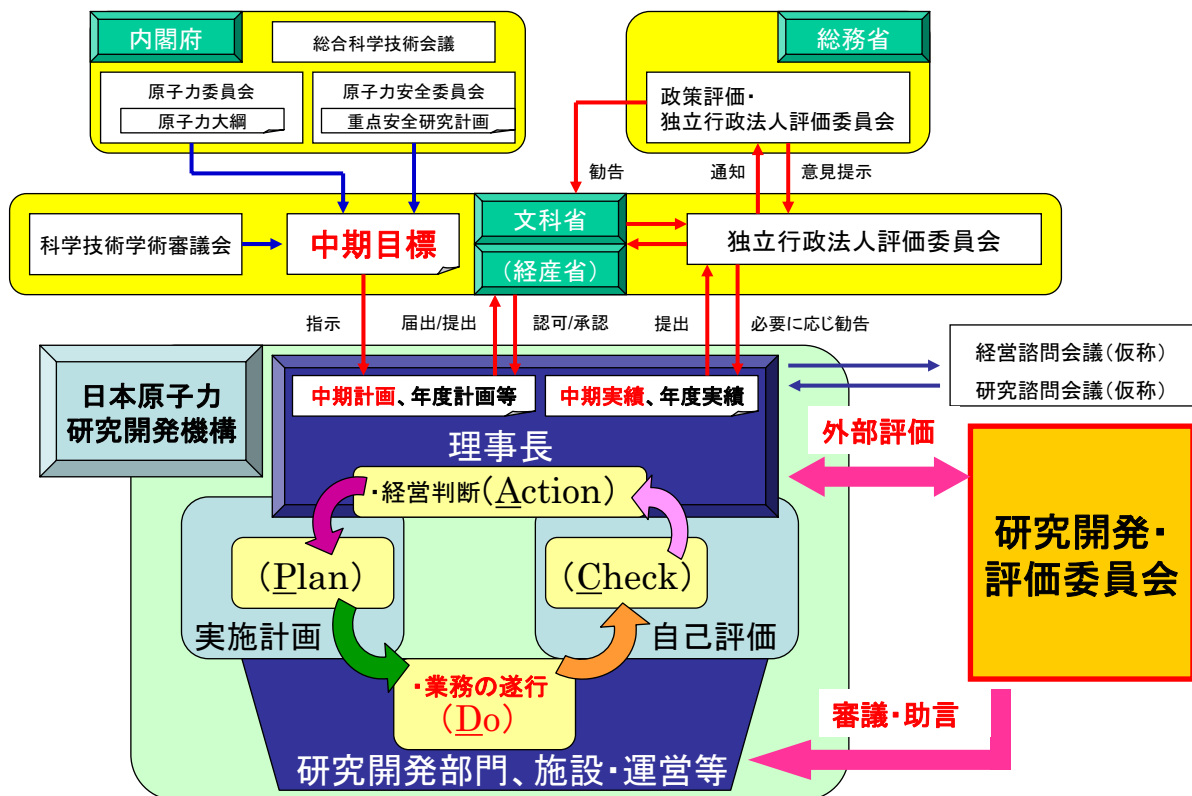 内閣府
総合科学技術会議
原子力委員会
原子力大綱
原子力安全委員会
重点安全研究計画
総務省
政策評価・
独立行政法人評価委員会
勧告
通知
意見提示
科学技術学術審議会
中期目標
文科省
(経産省)
独立行政法人評価委員会
指示
届出/提出
認可/承認
提出
必要に応じ勧告
日本原子力
研究開発機構
中期計画、年度計画等
中期実績、年度実績
理事長
経営諮問会議(仮称)
研究諮問会議(仮称)
外部評価
研究開発・
評価委員会
・経営判断(Action)
(Plan)
実施計画
(Check)
自己評価
・業務の遂行
(Do)
審議・助言
研究開発部門、施設・運営等